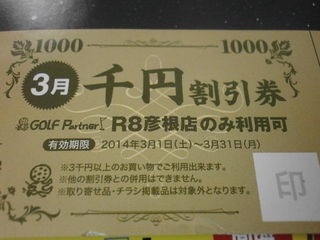 1000 1000
3月 千円割引券
GOLF Partner R8彦根店のみ利用可
有効期限 2014年3月1日(土)〜3月31日(月)
※3千円以上のお買い物でご利用出来ます。
※他の割引券との併用はできません。
※取り寄せ品・チラシ掲載品は対象外となります。
印